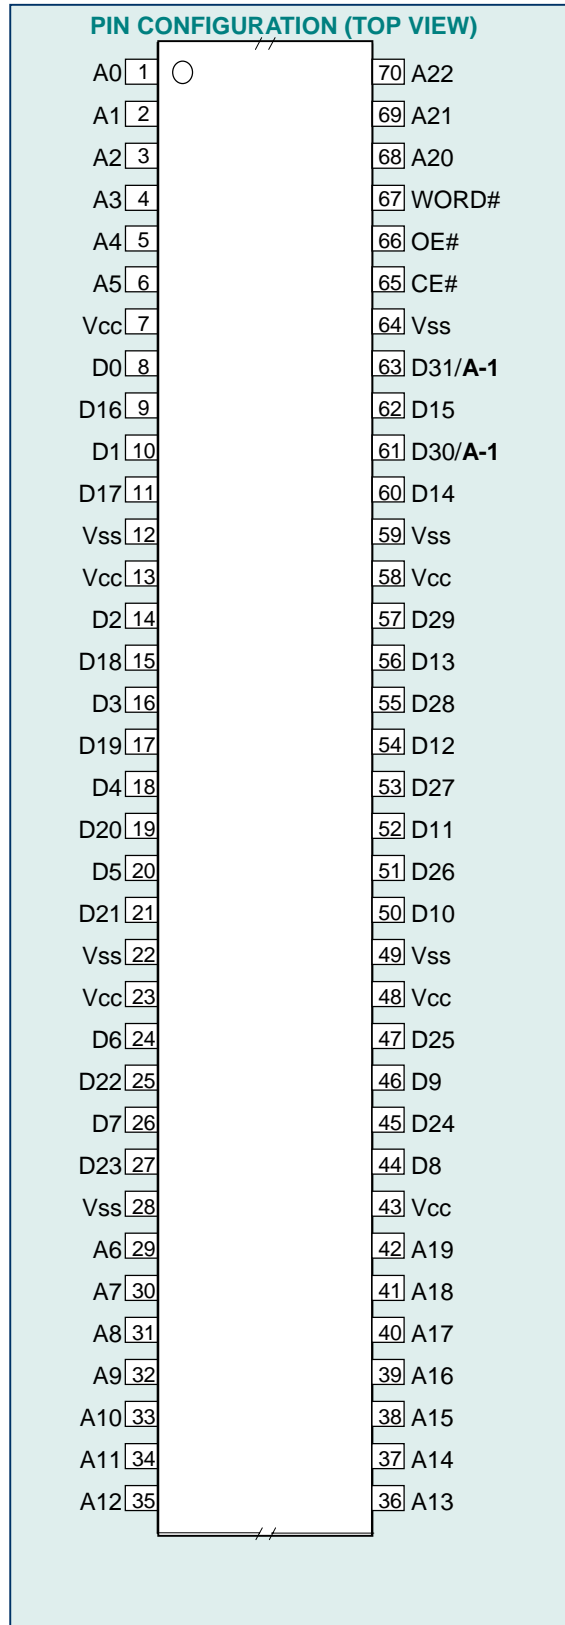 PIN CONFIGURATION (TOP VIEW)
A0 1 70 A22
A1 2 69 A21
A2 3 68 A20
A3 4 67 WORD#
A4 5 66 OE#
A5 6 65 CE#
Vcc 7 64 Vss
D0 8 63 D31/A-1
D16 9 62 D15
D1 10 61 D30/A-1
D17 11 60 D14
Vss 12 59 Vss
Vcc 13 58 Vcc
D2 14 57 D29
D18 15 56 D13
D3 16 55 D28
D19 17 54 D12
D4 18 53 D27
D20 19 52 D11
D5 20 51 D26
D21 21 50 D10
Vss 22 49 Vss
Vcc 23 48 Vcc
D6 24 47 D25
D22 25 46 D9
D7 26 45 D24
D23 27 44 D8
Vss 28 43 Vcc
A6 29 42 A19
A7 30 41 A18
A8 31 40 A17
A9 32 39 A16
A10 33 38 A15
A11 34 37 A14
A12 35 36 A13